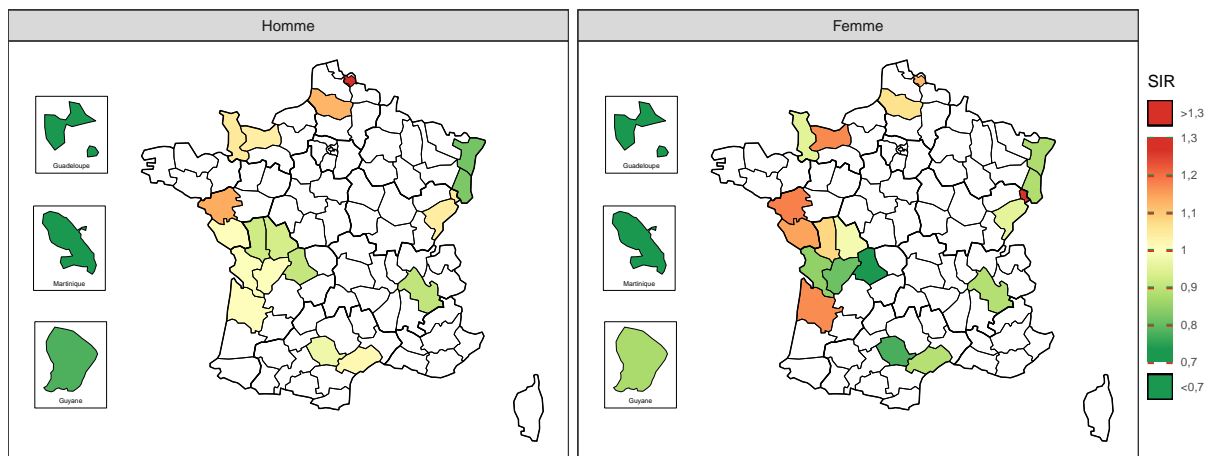 Homme
Femme
Guadeloupe
Martinique
Guyane
Guadeloupe
Martinique
Guyane
SIR
>1,3
1,3
1,2
1,1
1
0,9
0,8
0,7
<0,7